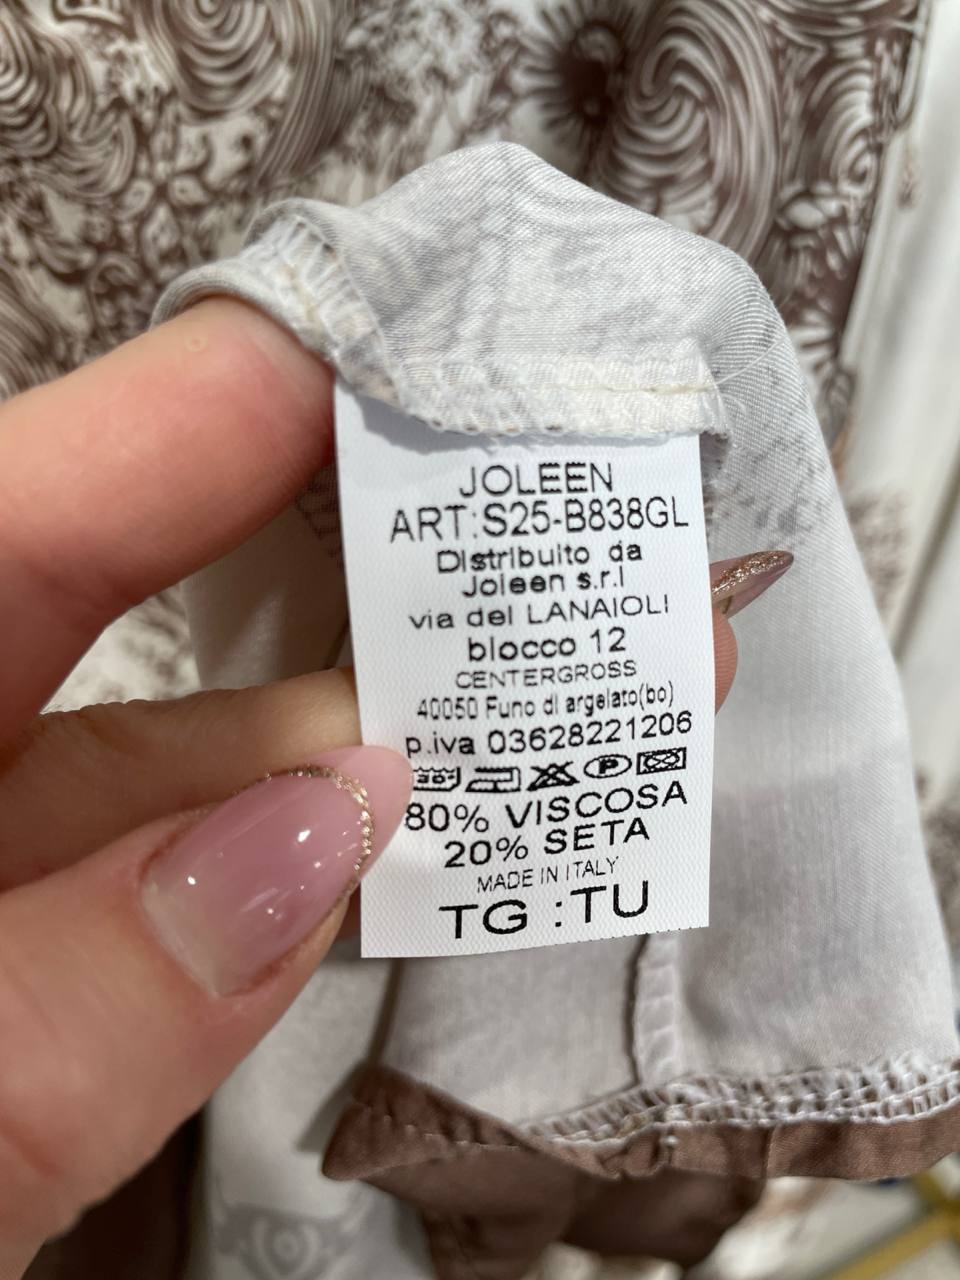 JOLEEN
ART:S25-B838GL
Distribuito da
Joleen s.r.l
via del LANAIOLI
blocco 12
CENTERGROSS
40050 Funo di argelato(bo)
p.iva 03628221206
30°
P
80% VISCOSA
20% SETA
MADE IN ITALY
TG :TU